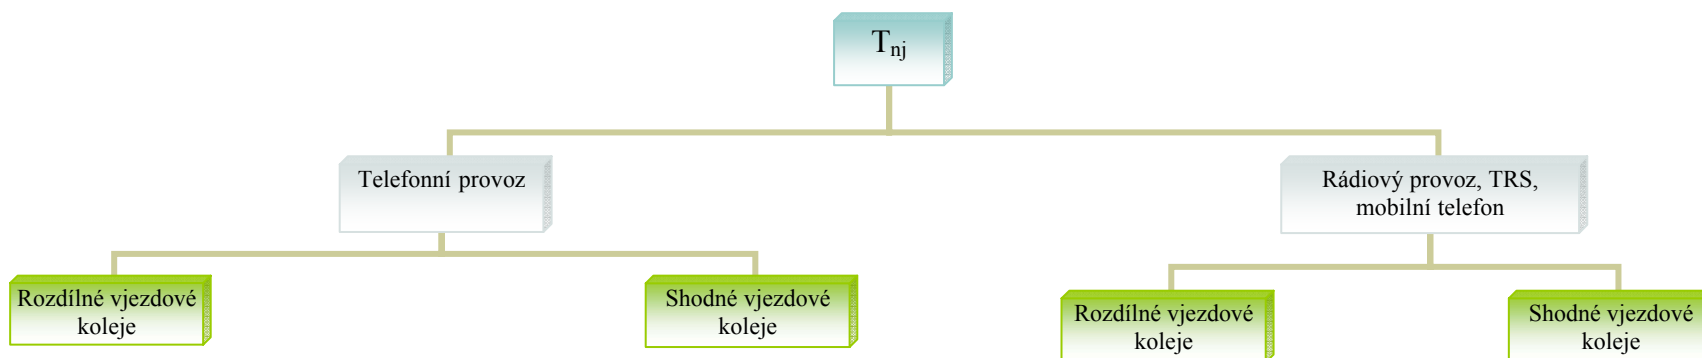 T_nj
Telefonní provoz
Rádiový provoz, TRS,
mobilní telefon
Rozdílné vjezdové
koleje
Shodné vjezdové
koleje
Rozdílné vjezdové
koleje
Shodné vjezdové
koleje